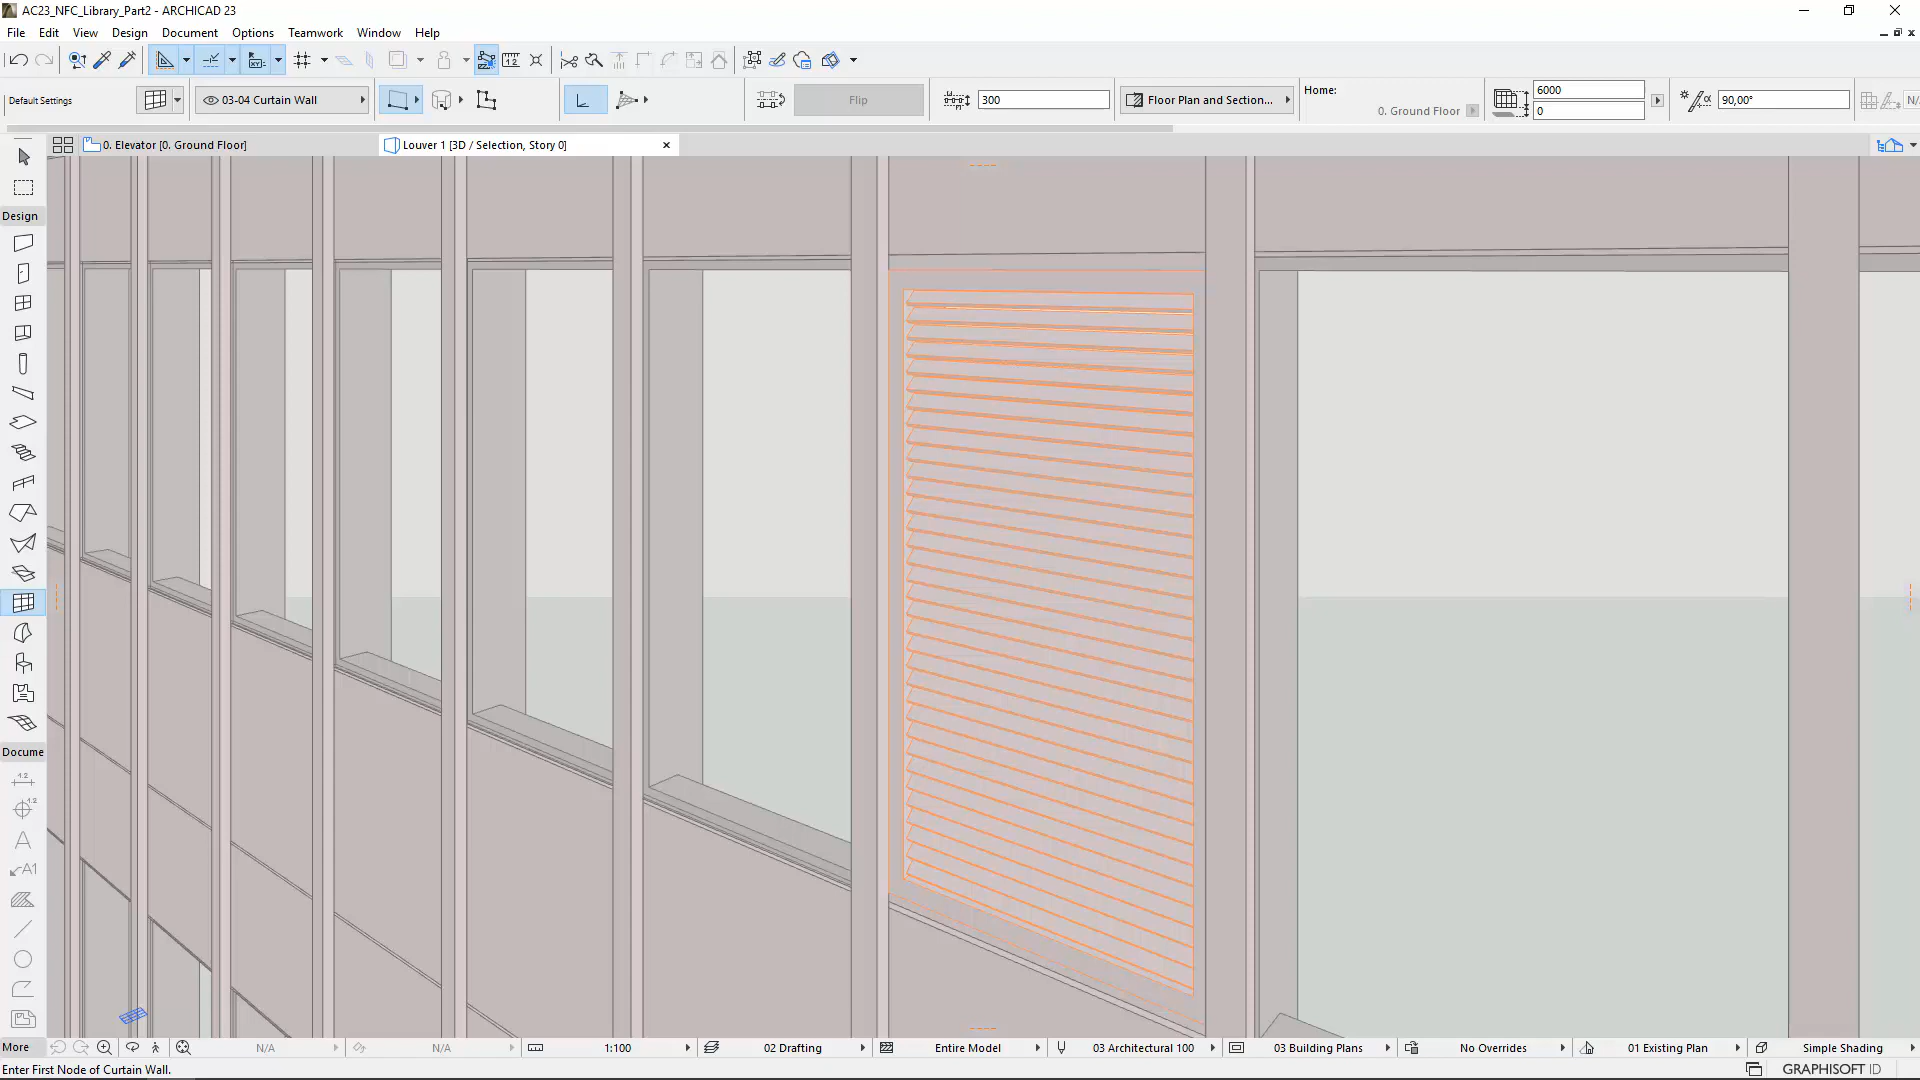 AC23_NFC_Library_Part2 - ARCHICAD 23
File Edit View Design Document Options Teamwork Window Help
Default Settings
03-04 Curtain Wall
Flip
300
Floor Plan and Section...
Home:
0. Ground Floor
6000
0
90,00°
N/
0. Elevator [0. Ground Floor]
Louver 1 [3D / Selection, Story 0]
Design
Docume
More
N/A
N/A
1:100
02 Drafting
Entire Model
03 Architectural 100
03 Building Plans
No Overrides
01 Existing Plan
Simple Shading
Enter First Node of Curtain Wall.
GRAPHISOFT ID